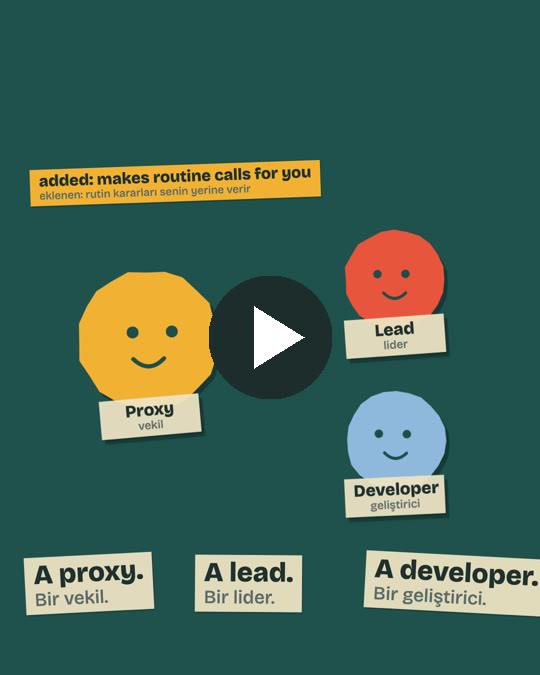 added: makes routine calls for you
eklenen: rutin kararları senin yerine verir
Lead
lider
Proxy
vekil
Developer
geliştirici
A proxy.
Bir vekil.
A lead.
Bir lider.
A developer.
Bir geliştirici.